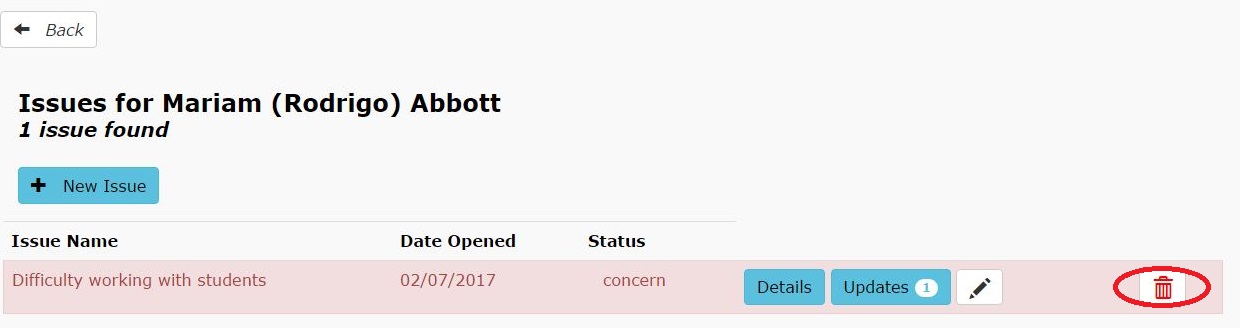 Back
Issues for Mariam (Rodrigo) Abbott
1 issue found
New Issue
Issue Name Date Opened Status
Difficulty working with students 02/07/2017 concern Details Updates 1